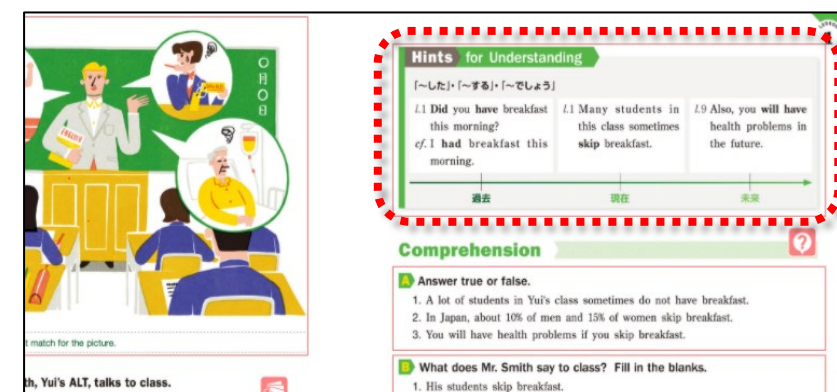 ENGLISH
○月○日
t match for the picture.
th, Yui's ALT, talks to class.
Hints for Understanding
「～した」・「～する」・「～でしょう」
l.1 Did you have breakfast
this morning?
cf. I had breakfast this
morning.
l.1 Many students in
this class sometimes
skip breakfast.
l.9 Also, you will have
health problems in
the future.
過去
現在
未来
Comprehension
?
A Answer true or false.
1. A lot of students in Yui's class sometimes do not have breakfast.
2. In Japan, about 10% of men and 15% of women skip breakfast.
3. You will have health problems if you skip breakfast.
B What does Mr. Smith say to class? Fill in the blanks.
1. His students skip breakfast.